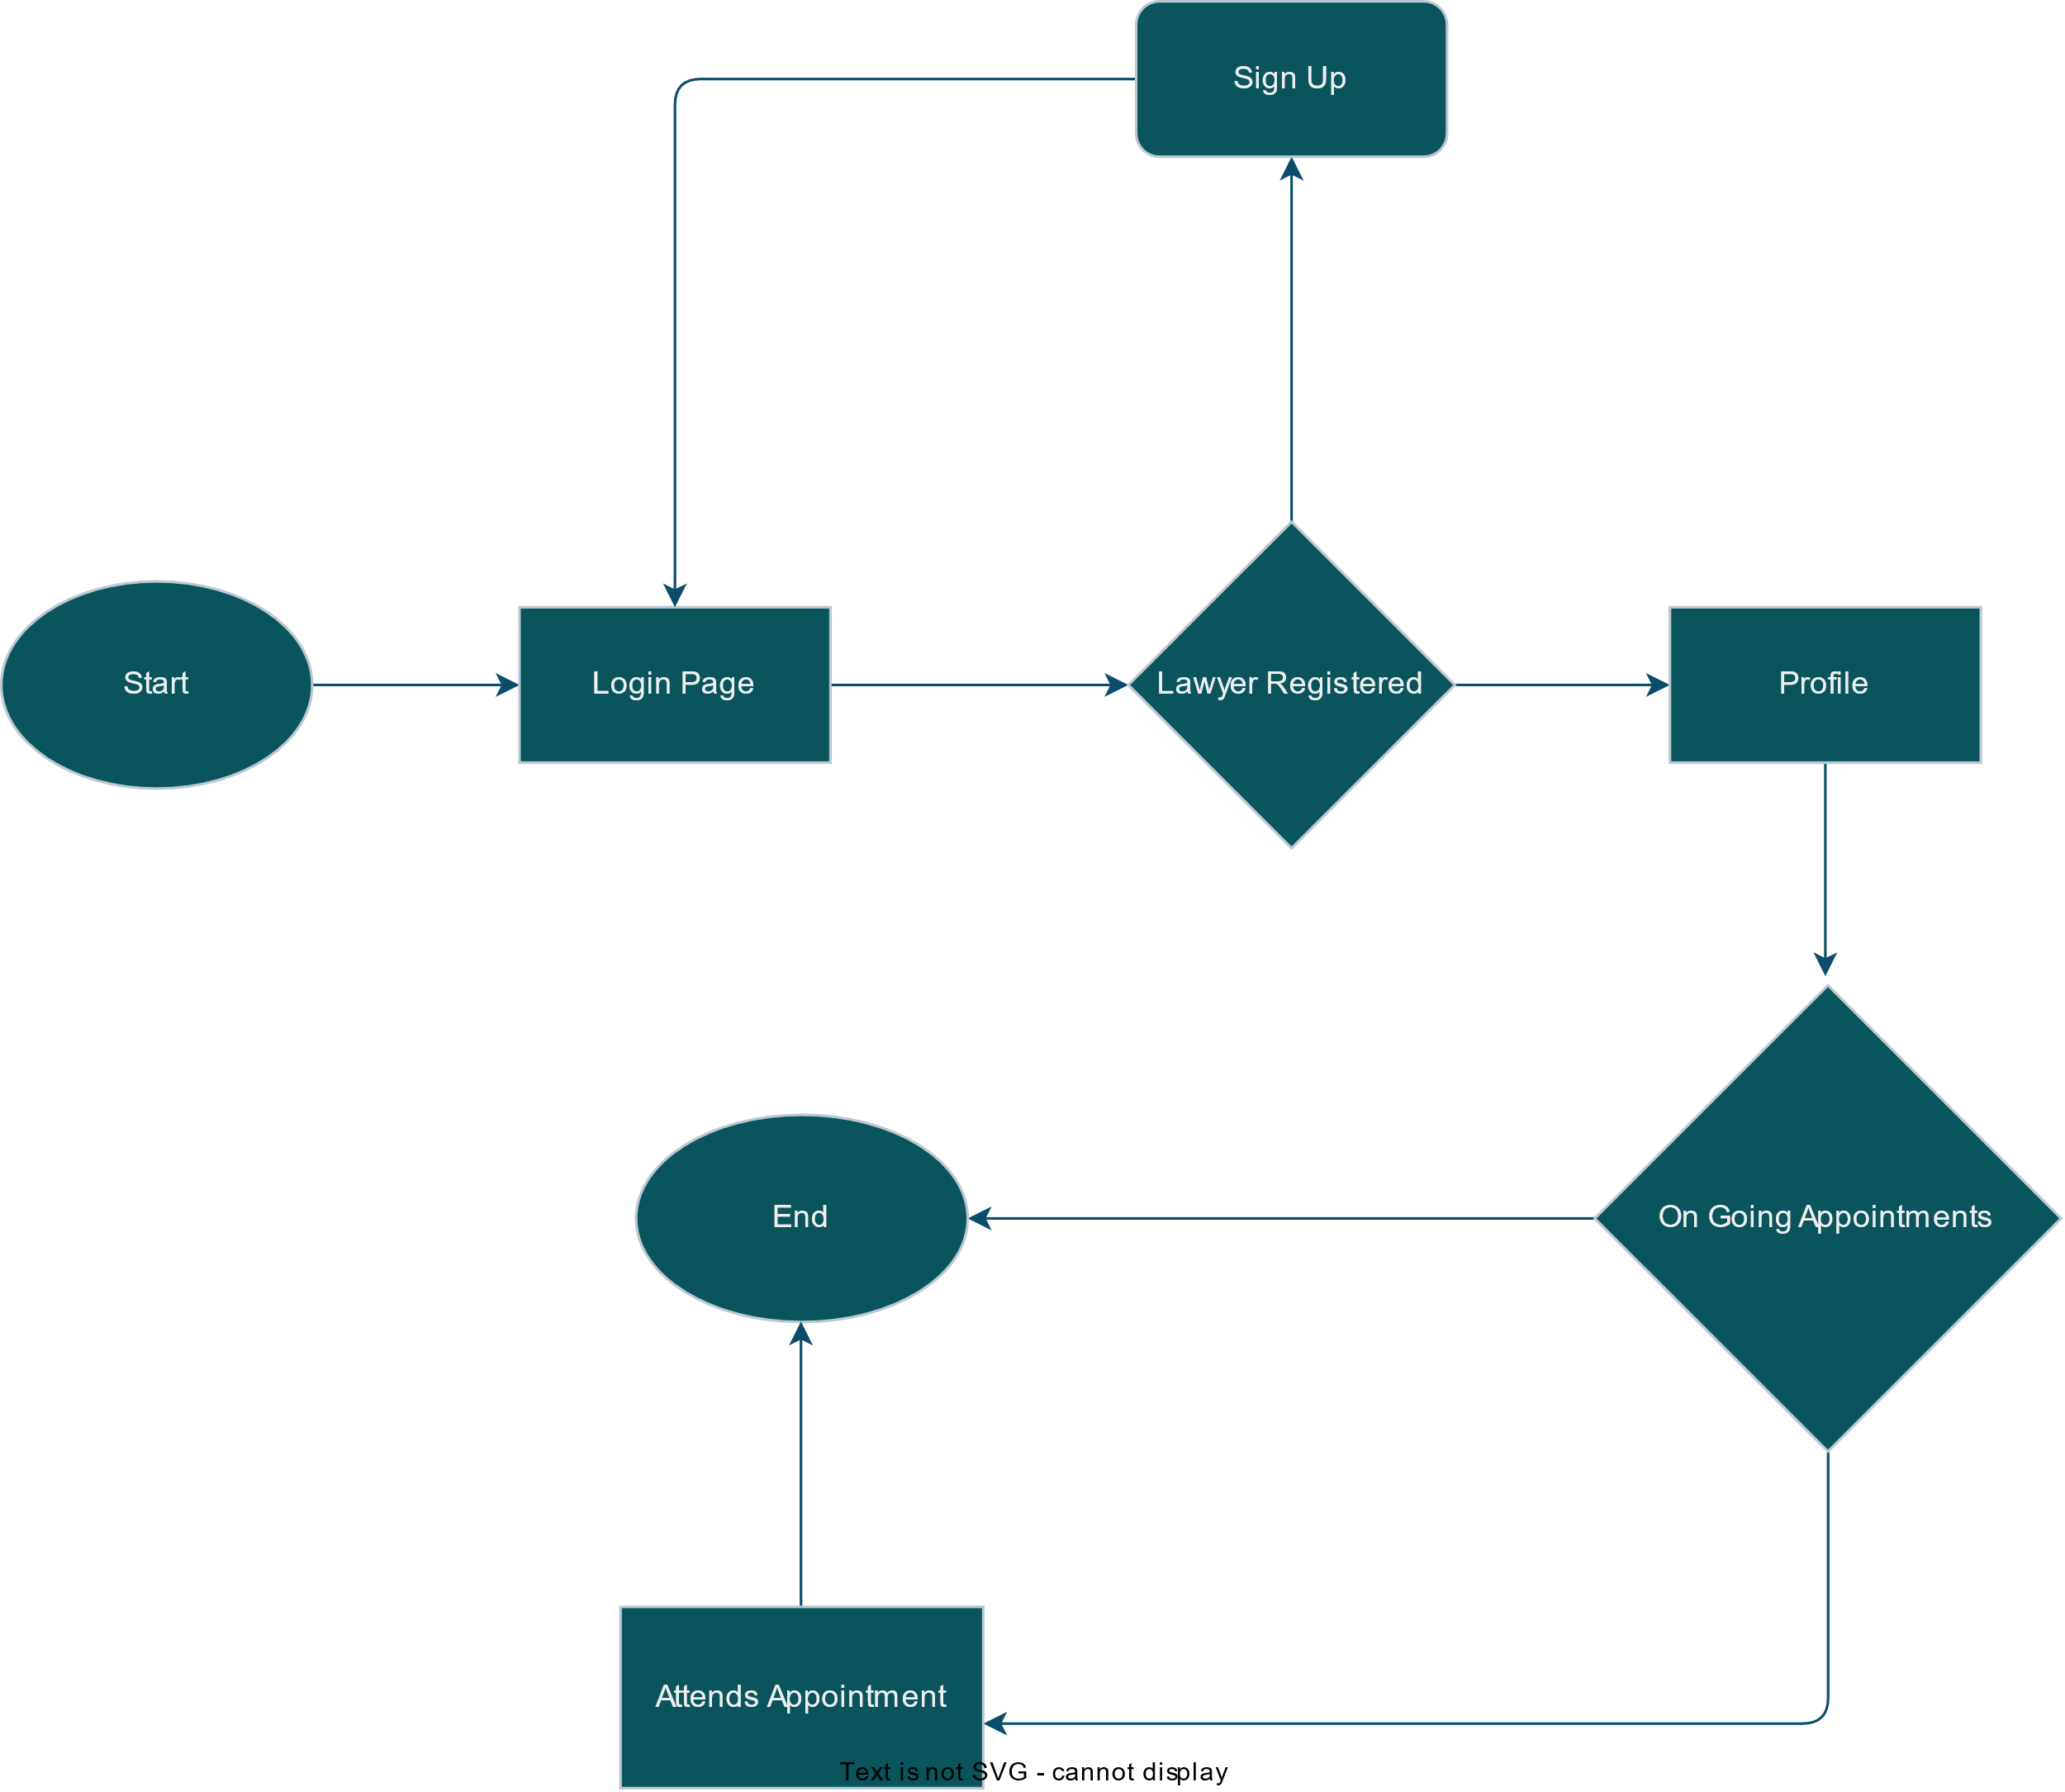 Sign Up
Start
Login Page
Lawyer Registered
Profile
End
On Going Appointments
Attends Appointment
Text is not SVG - cannot display